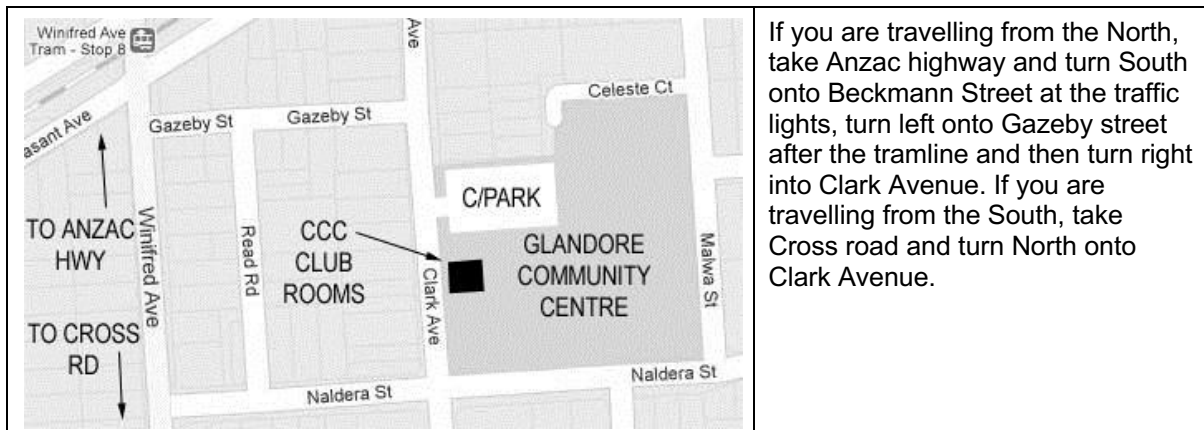 Winifred Ave
Tram - Stop 8
Ave
Celeste Ct
Gazeby St
Gazeby St
asant Ave
C/PARK
TO ANZAC
HWY
Winifred Ave
Read Rd
CCC
CLUB
ROOMS
Clark Ave
GLANDORE
COMMUNITY
CENTRE
Malwa St
TO CROSS
RD
Naldera St
Naldera St
If you are travelling from the North,
take Anzac highway and turn South
onto Beckmann Street at the traffic
lights, turn left onto Gazeby street
after the tramline and then turn right
into Clark Avenue. If you are
travelling from the South, take
Cross road and turn North onto
Clark Avenue.